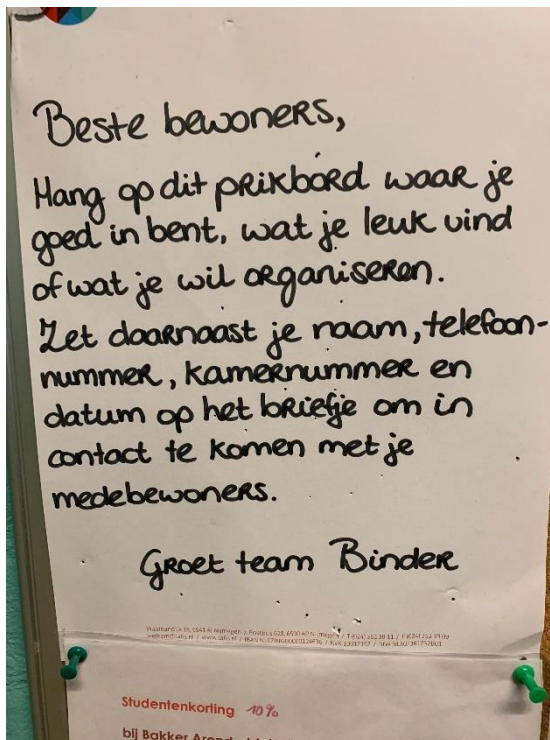 Beste bewoners,
Hang op dit prikbord waar je
goed in bent, wat je leuk vind
of wat je wil organiseren.
Zet daarnaast je naam, telefoon-
nummer, kamernummer en
datum op het briefje om in
contact te komen met je
medebewoners.
Groet team Binder
Nijmegen / Postbus
Studentenkorting 10%
bij Bakker